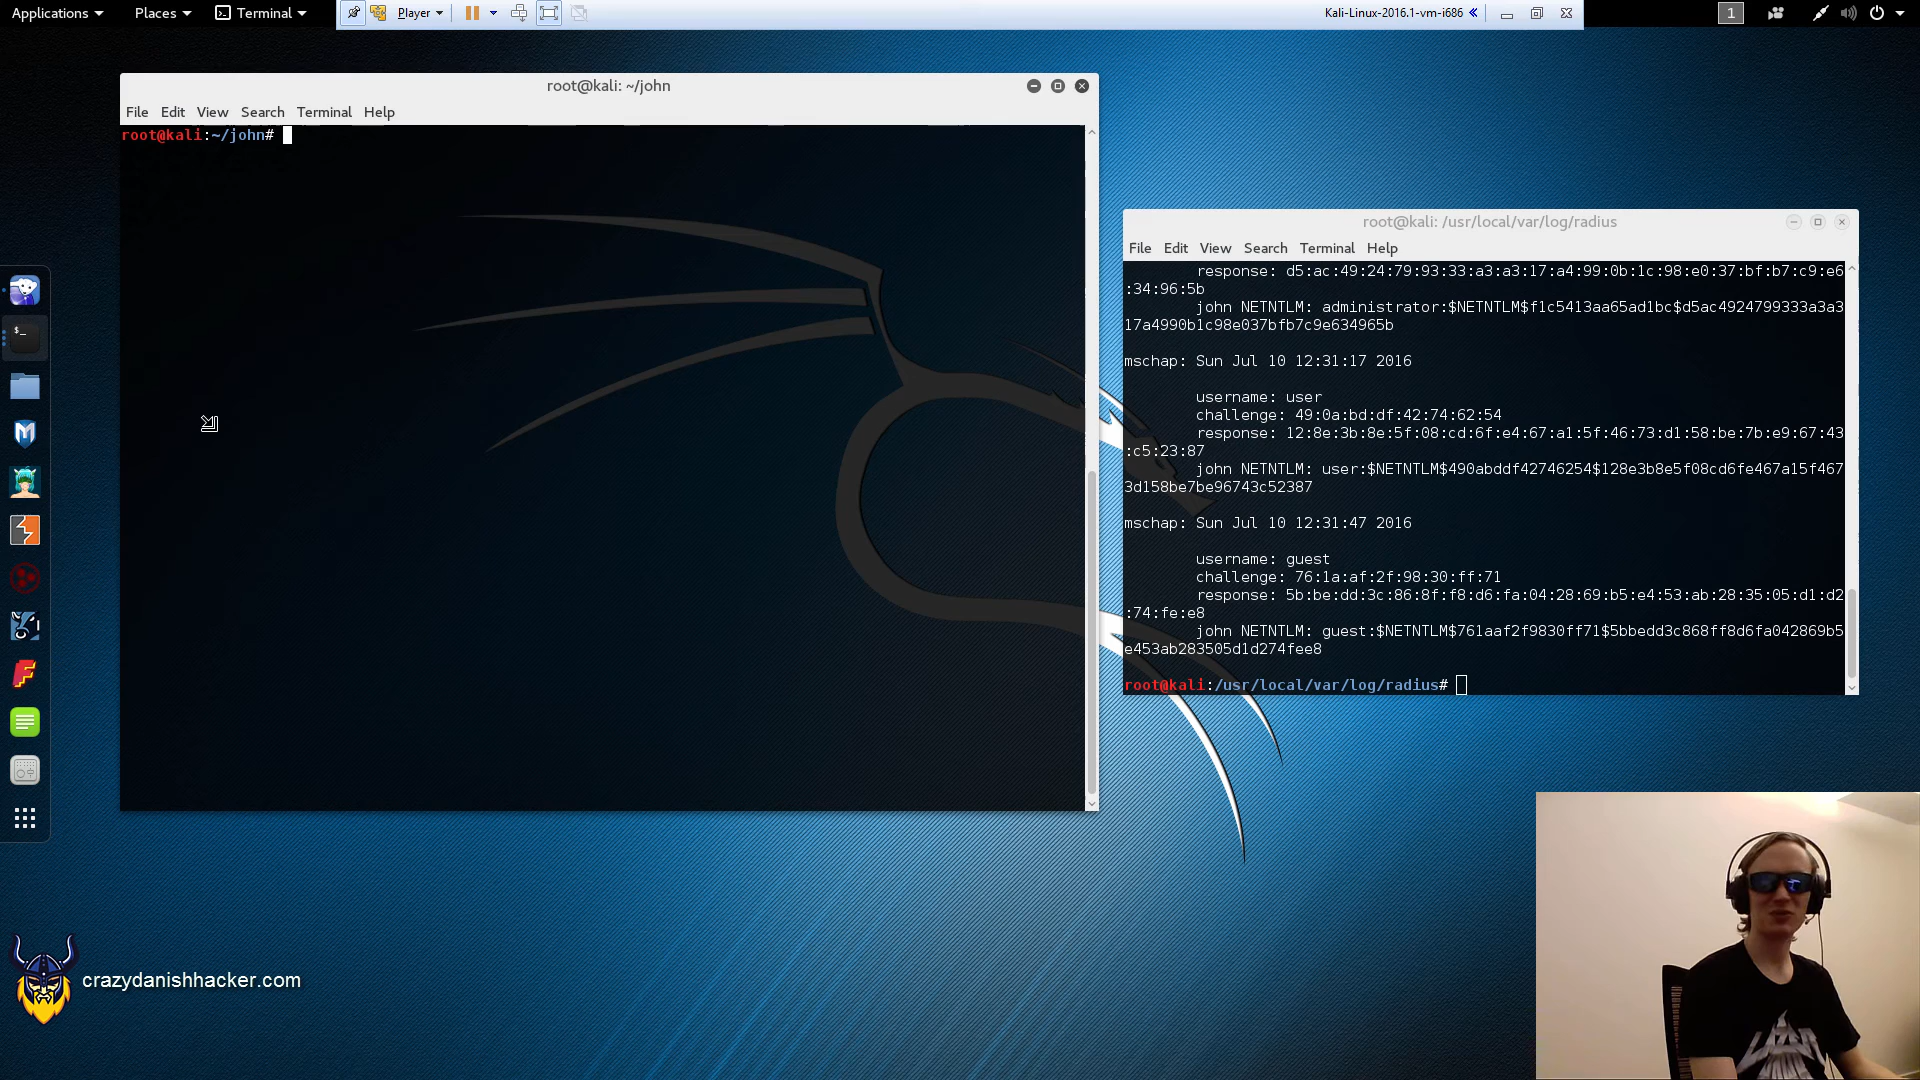 Applications Places Terminal Player Kali-Linux-2016.1-vm-i686 1
root@kali: ~/john
File Edit View Search Terminal Help
root@kali:~/john#
root@kali: /usr/local/var/log/radius
File Edit View Search Terminal Help
response: d5:ac:49:24:79:93:33:a3:a3:17:a4:99:0b:1c:98:e0:37:bf:b7:c9:e6
:34:96:5b
john NETNTLM: administrator:$NETNTLM$f1c5413aa65ad1bc$d5ac4924799333a3a3
17a4990b1c98e037bfb7c9e634965b
mschap: Sun Jul 10 12:31:17 2016
username: user
challenge: 49:0a:bd:df:42:74:62:54
response: 12:8e:3b:8e:5f:08:cd:6f:e4:67:a1:5f:46:73:d1:58:be:7b:e9:67:43
:c5:23:87
john NETNTLM: user:$NETNTLM$490abddf42746254$128e3b8e5f08cd6fe467a15f467
3d158be7be96743c52387
mschap: Sun Jul 10 12:31:47 2016
username: guest
challenge: 76:1a:af:2f:98:30:ff:71
response: 5b:be:dd:3c:86:8f:f8:d6:fa:04:28:69:b5:e4:53:ab:28:35:05:d1:d2
:74:fe:e8
john NETNTLM: guest:$NETNTLM$761aaf2f9830ff71$5bbedd3c868ff8d6fa042869b5
e453ab283505d1d274fee8
root@kali:/usr/local/var/log/radius#
crazydanishhacker.com